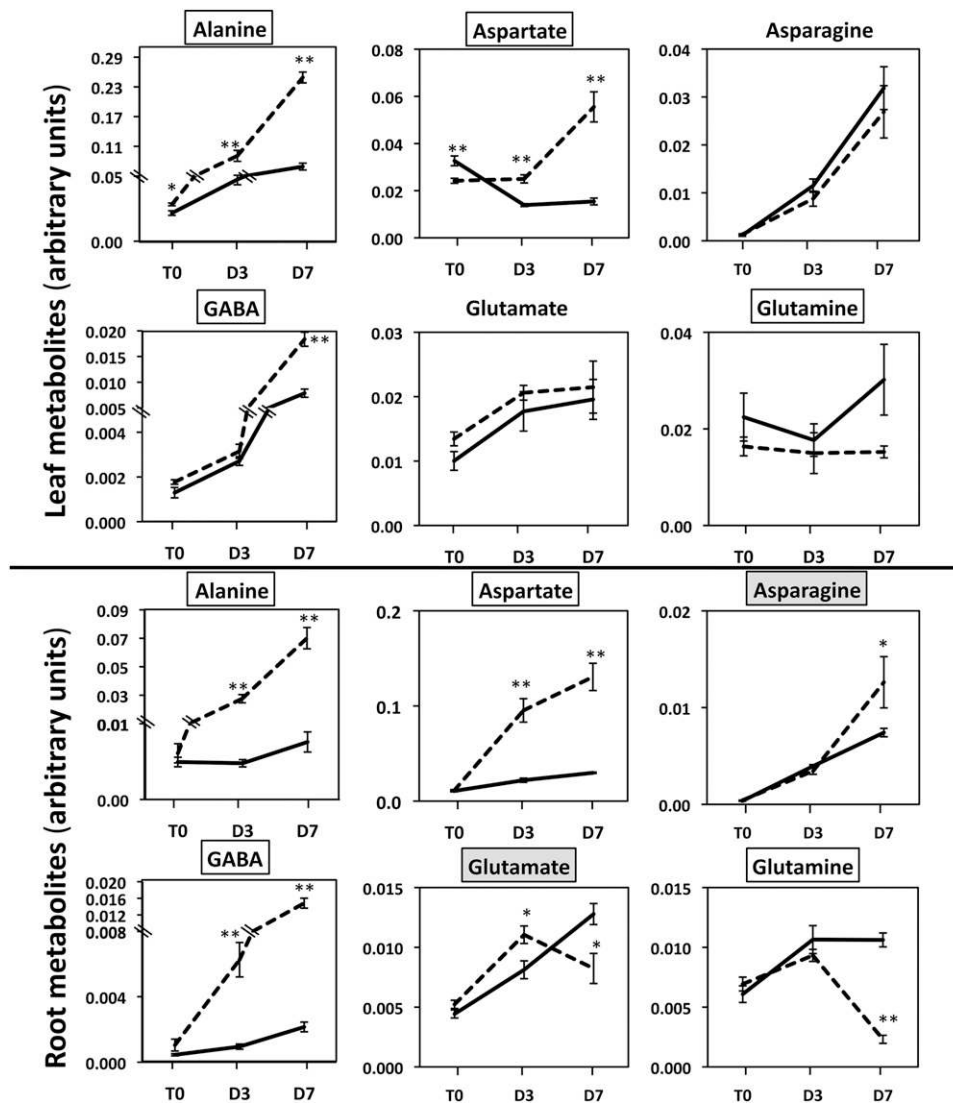 Leaf metabolites (arbitrary units)
Alanine
0.29
0.23
0.17
0.11
0.05
0.00
*
**
**
T0 D3 D7
Aspartate
0.08
0.06
0.04
0.02
0.00
**
**
**
T0 D3 D7
Asparagine
0.04
0.03
0.02
0.01
0.00
T0 D3 D7
GABA
0.020
0.015
0.010
0.005
0.004
0.002
0.000
**
T0 D3 D7
Glutamate
0.03
0.02
0.01
0.00
T0 D3 D7
Glutamine
0.04
0.02
0.00
T0 D3 D7
Root metabolites (arbitrary units)
Alanine
0.09
0.07
0.05
0.03
0.01
0.00
**
**
T0 D3 D7
Aspartate
0.2
0.1
0.0
**
**
T0 D3 D7
Asparagine
0.02
0.01
0.00
*
T0 D3 D7
GABA
0.020
0.016
0.012
0.008
0.004
0.000
**
**
T0 D3 D7
Glutamate
0.015
0.010
0.005
0.000
*
*
T0 D3 D7
Glutamine
0.015
0.010
0.005
0.000
**
T0 D3 D7